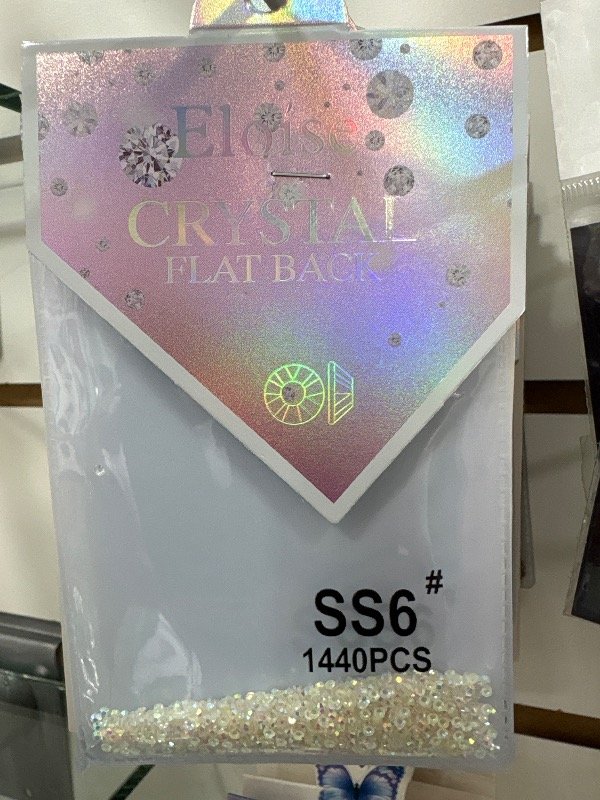 Eloise
CRYSTAL
FLAT BACK
SS6#
1440PCS